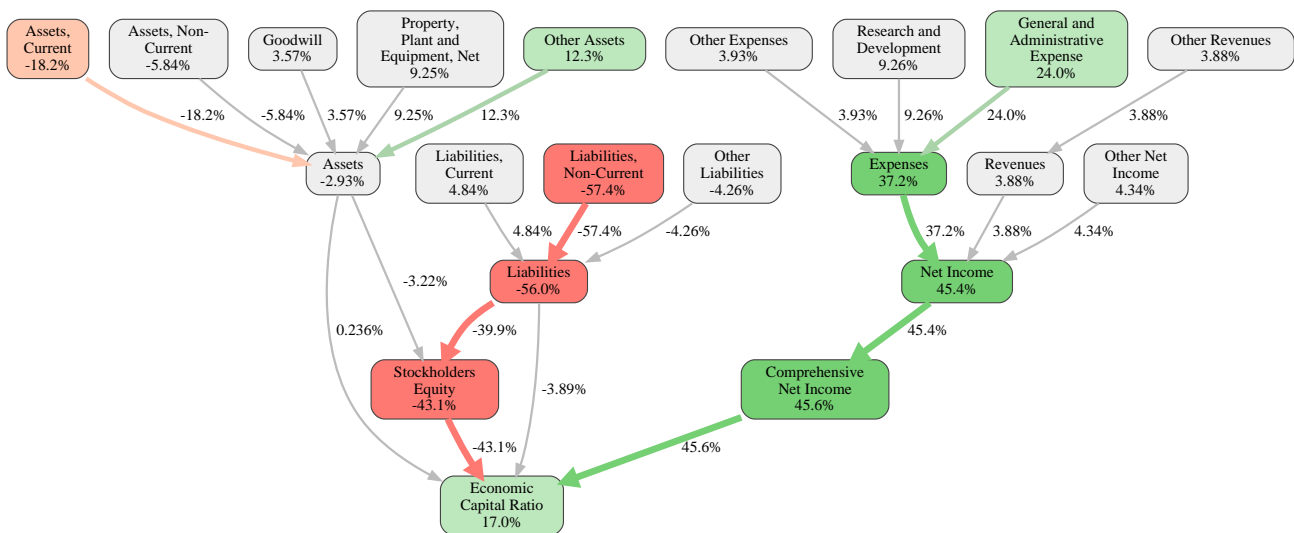 Assets,
Current
-18.2%
Assets, Non-
Current
-5.84%
Goodwill
3.57%
Property,
Plant and
Equipment, Net
9.25%
Other Assets
12.3%
Other Expenses
3.93%
Research and
Development
9.26%
General and
Administrative
Expense
24.0%
Other Revenues
3.88%
-18.2%
-5.84%
3.57%
9.25%
12.3%
3.93%
9.26%
24.0%
3.88%
Assets
-2.93%
Liabilities,
Current
4.84%
Liabilities,
Non-Current
-57.4%
Other
Liabilities
-4.26%
Expenses
37.2%
Revenues
3.88%
Other Net
Income
4.34%
4.84%
-57.4%
-4.26%
37.2%
3.88%
4.34%
Liabilities
-56.0%
Net Income
45.4%
-3.22%
0.236%
-39.9%
45.4%
Stockholders
Equity
-43.1%
-3.89%
Comprehensive
Net Income
45.6%
-43.1%
45.6%
Economic
Capital Ratio
17.0%